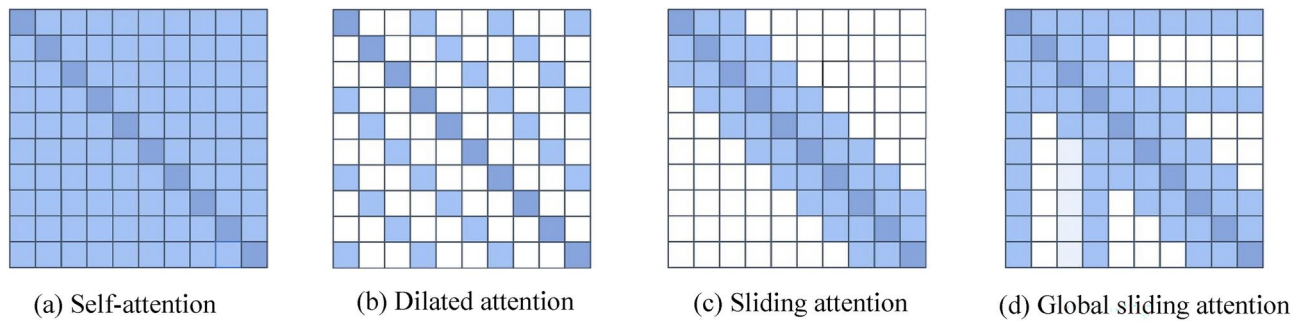 (a) Self-attention
(b) Dilated attention
(c) Sliding attention
(d) Global sliding attention